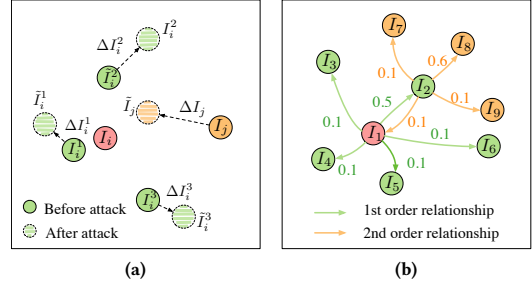 I_i^2
ΔI_i^2
Ĩ_i^2
Ĩ_i^1
ΔI_i^1
I_i
I_i^1
Ĩ_j
ΔI_j
I_j
I_i^3
ΔI_i^3
Ĩ_i^3
Before attack
After attack
(a)
I_7
I_8
I_3
0.6
0.1
I_2
0.5
0.1
I_9
0.1
0.1
I_1
0.1
I_6
I_4
0.1
0.1
I_5
1st order relationship
2nd order relationship
(b)